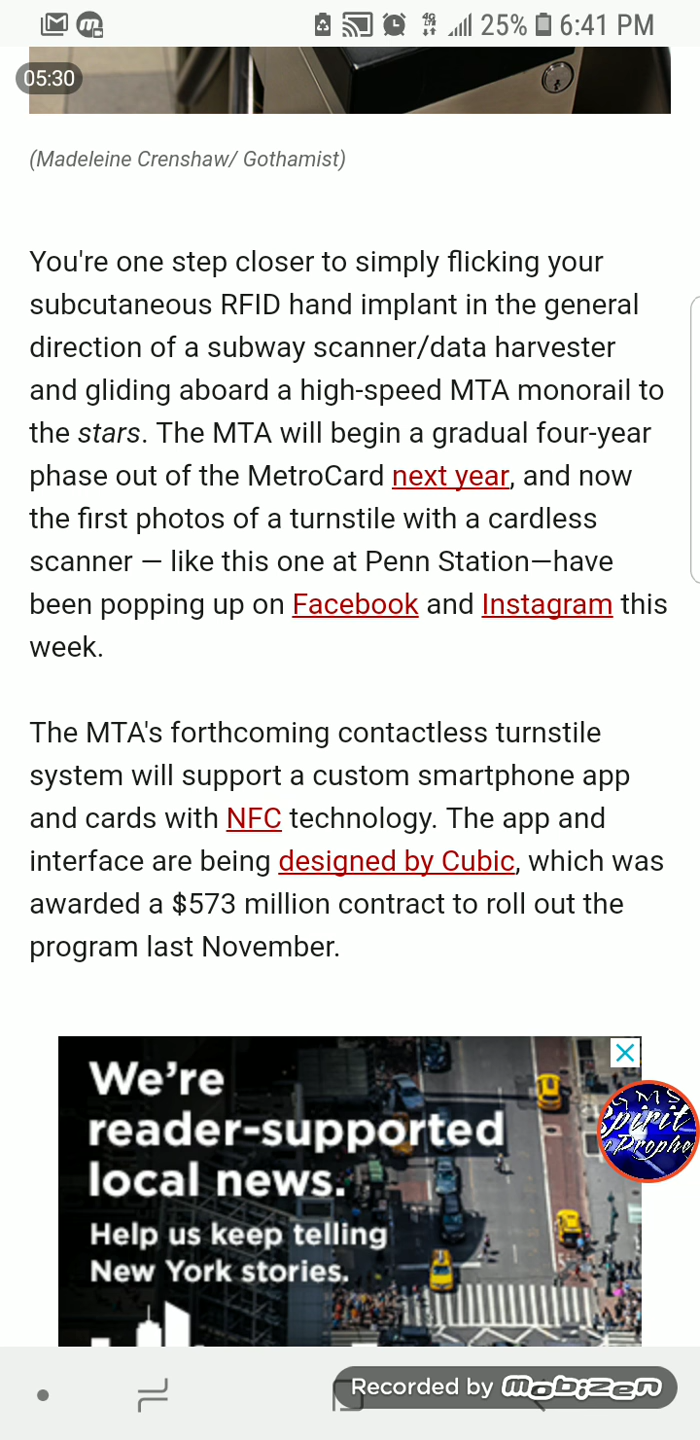 25% 6:41 PM
05:30
(Madeleine Crenshaw/ Gothamist)
You're one step closer to simply flicking your
subcutaneous RFID hand implant in the general
direction of a subway scanner/data harvester
and gliding aboard a high-speed MTA monorail to
the stars. The MTA will begin a gradual four-year
phase out of the MetroCard next year, and now
the first photos of a turnstile with a cardless
scanner — like this one at Penn Station—have
been popping up on Facebook and Instagram this
week.
The MTA's forthcoming contactless turnstile
system will support a custom smartphone app
and cards with NFC technology. The app and
interface are being designed by Cubic, which was
awarded a $573 million contract to roll out the
program last November.
We're
reader-supported
local news.
Help us keep telling
New York stories.
GMS
Spirit
Recorded by mobizen